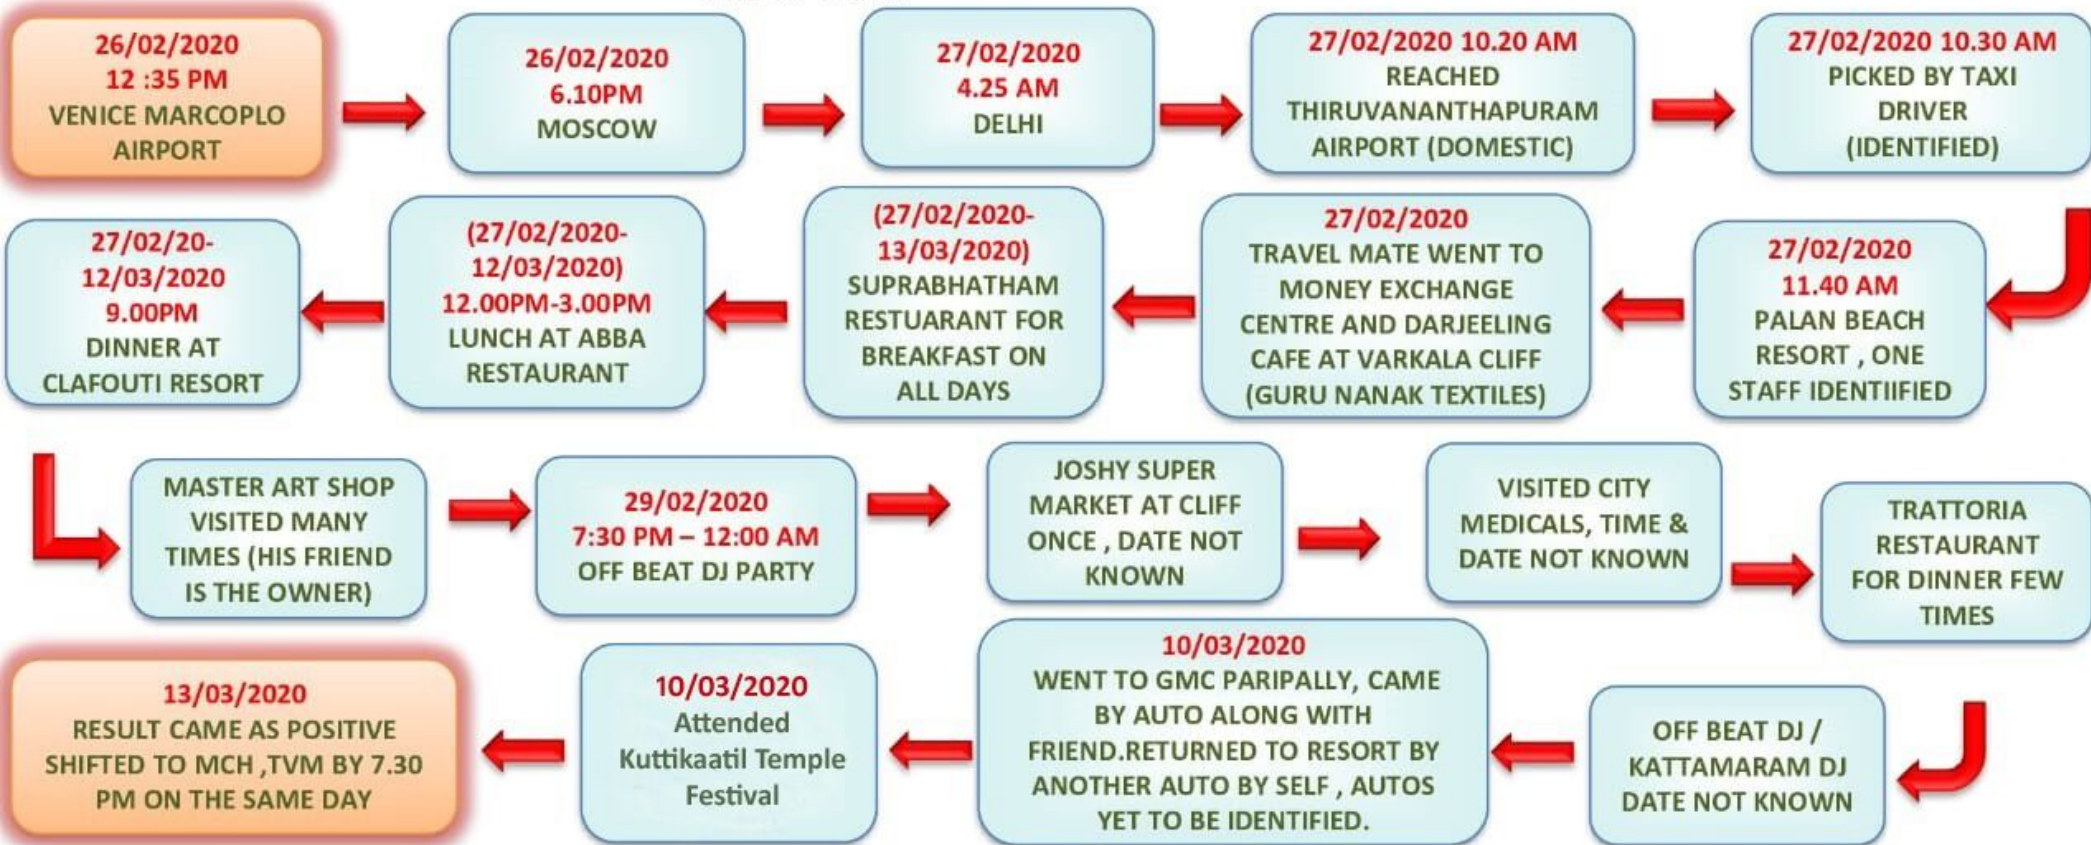 26/02/2020
12 :35 PM
VENICE MARCOPLO
AIRPORT
26/02/2020
6.10PM
MOSCOW
27/02/2020
4.25 AM
DELHI
27/02/2020 10.20 AM
REACHED
THIRUVANANTHAPURAM
AIRPORT (DOMESTIC)
27/02/2020 10.30 AM
PICKED BY TAXI
DRIVER
(IDENTIFIED)
27/02/2020
11.40 AM
PALAN BEACH
RESORT , ONE
STAFF IDENTIIFIED
27/02/2020
TRAVEL MATE WENT TO
MONEY EXCHANGE
CENTRE AND DARJEELING
CAFE AT VARKALA CLIFF
(GURU NANAK TEXTILES)
(27/02/2020-
13/03/2020)
SUPRABHATHAM
RESTUARANT FOR
BREAKFAST ON
ALL DAYS
(27/02/2020-
12/03/2020)
12.00PM-3.00PM
LUNCH AT ABBA
RESTAURANT
27/02/20-
12/03/2020
9.00PM
DINNER AT
CLAFOUTI RESORT
MASTER ART SHOP
VISITED MANY
TIMES (HIS FRIEND
IS THE OWNER)
29/02/2020
7:30 PM – 12:00 AM
OFF BEAT DJ PARTY
JOSHY SUPER
MARKET AT CLIFF
ONCE , DATE NOT
KNOWN
VISITED CITY
MEDICALS, TIME &
DATE NOT KNOWN
TRATTORIA
RESTAURANT
FOR DINNER FEW
TIMES
OFF BEAT DJ /
KATTAMARAM DJ
DATE NOT KNOWN
10/03/2020
WENT TO GMC PARIPALLY, CAME
BY AUTO ALONG WITH
FRIEND.RETURNED TO RESORT BY
ANOTHER AUTO BY SELF , AUTOS
YET TO BE IDENTIFIED.
10/03/2020
Attended
Kuttikaatil Temple
Festival
13/03/2020
RESULT CAME AS POSITIVE
SHIFTED TO MCH ,TVM BY 7.30
PM ON THE SAME DAY